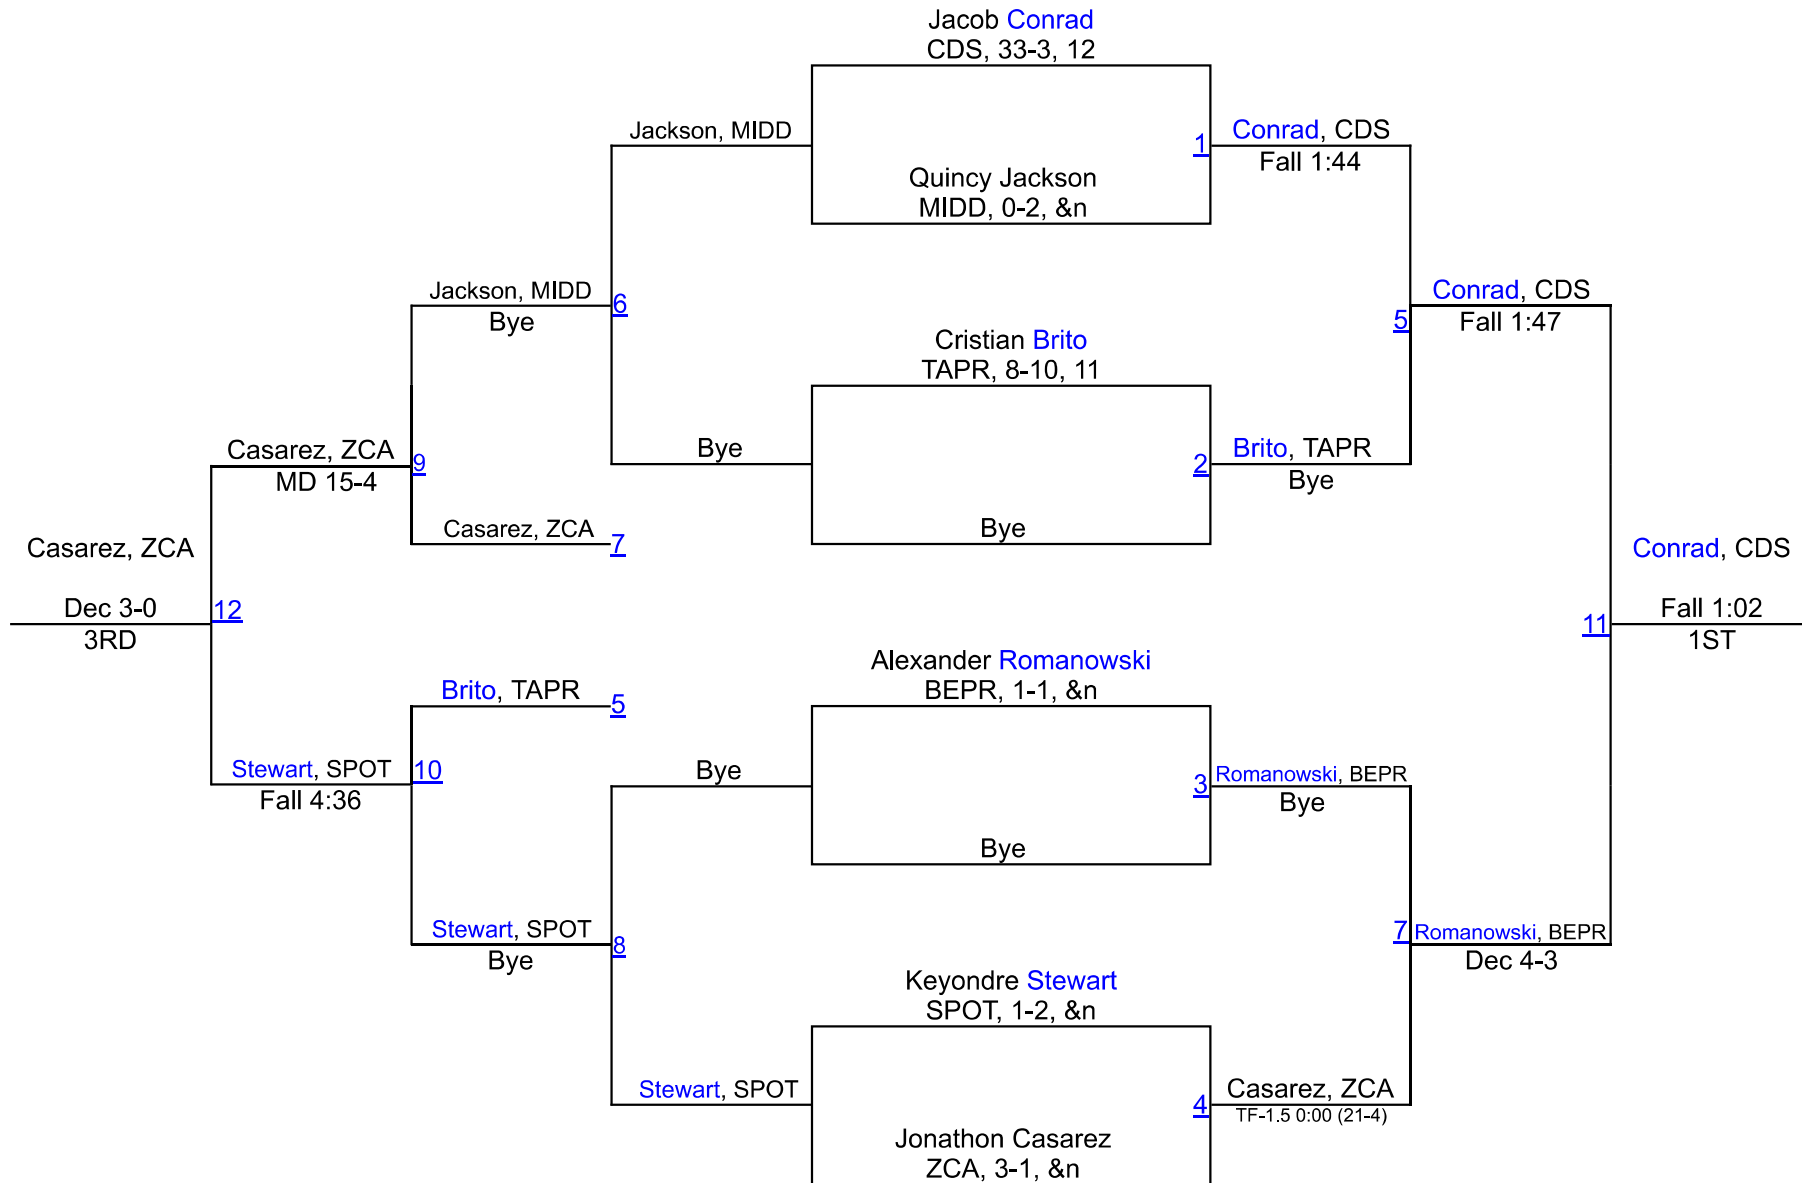 Jacob Conrad
CDS, 33-3, 12
Jackson, MIDD
1
Conrad, CDS
Fall 1:44
Quincy Jackson
MIDD, 0-2, &n
Jackson, MIDD
Bye
6
Conrad, CDS
Fall 1:47
5
Cristian Brito
TAPR, 8-10, 11
Casarez, ZCA
MD 15-4
9
Bye
2
Brito, TAPR
Bye
Casarez, ZCA
7
Bye
Casarez, ZCA
Dec 3-0
3RD
12
Conrad, CDS
Fall 1:02
1ST
11
Alexander Romanowski
BEPR, 1-1, &n
Brito, TAPR
5
Stewart, SPOT
Fall 4:36
10
Bye
3
Romanowski, BEPR
Bye
Bye
Stewart, SPOT
Bye
8
7
Romanowski, BEPR
Dec 4-3
Keyondre Stewart
SPOT, 1-2, &n
Stewart, SPOT
4
Casarez, ZCA
TF-1.5 0:00 (21-4)
Jonathon Casarez
ZCA, 3-1, &n